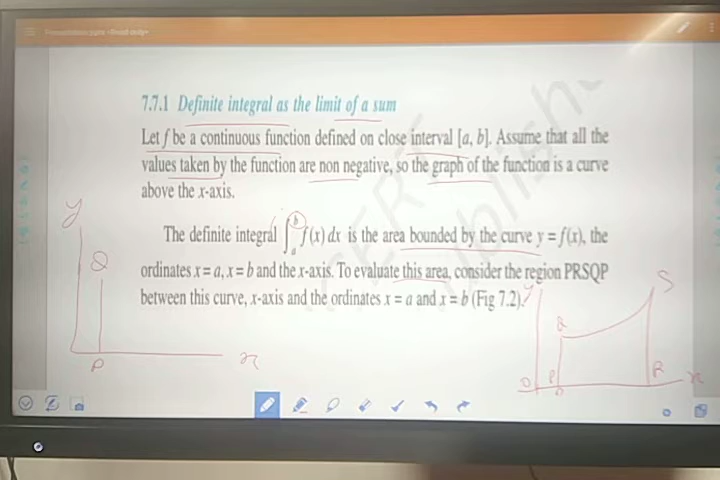 7.7.1 Definite integral as the limit of a sum
Let f be a continuous function defined on close interval [a, b]. Assume that all the
values taken by the function are non negative, so the graph of the function is a curve
above the x-axis.
The definite integral ∫ₐᵇ f(x) dx is the area bounded by the curve y = f(x), the
ordinates x = a, x = b and the x-axis. To evaluate this area, consider the region PRSQP
between this curve, x-axis and the ordinates x = a and x = b (Fig 7.2).
y
Q
P
x
y
S
Q
O
P
R
x